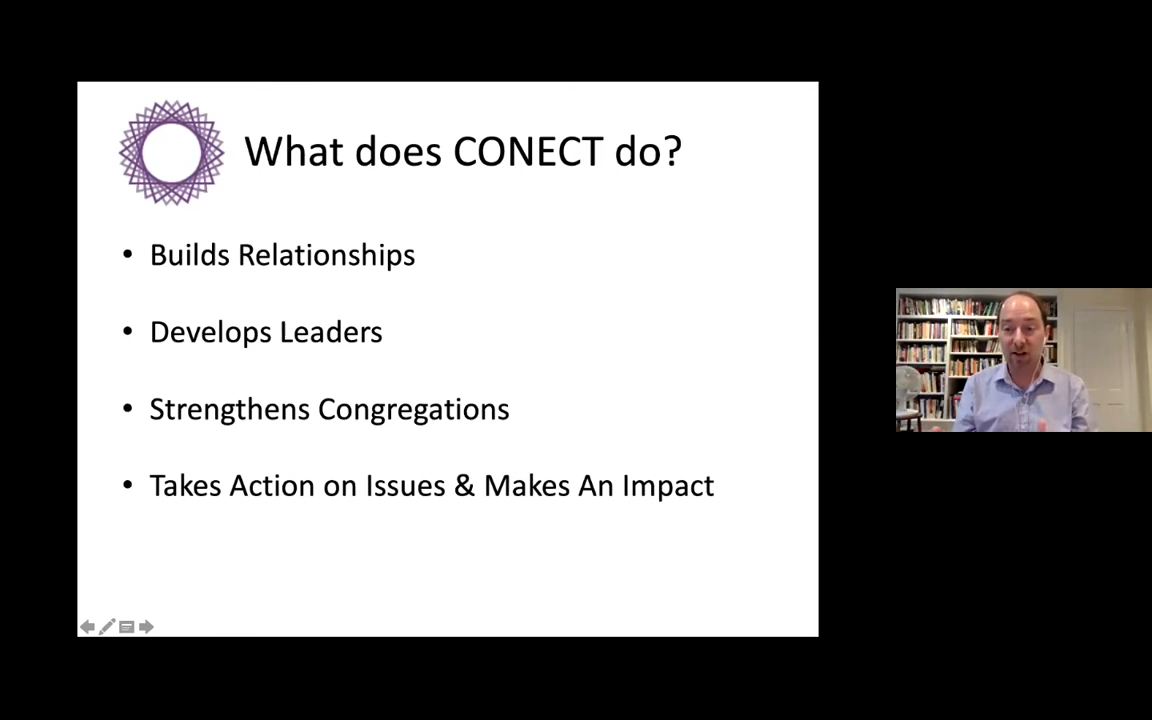 What does CONECT do?
• Builds Relationships
• Develops Leaders
• Strengthens Congregations
• Takes Action on Issues & Makes An Impact